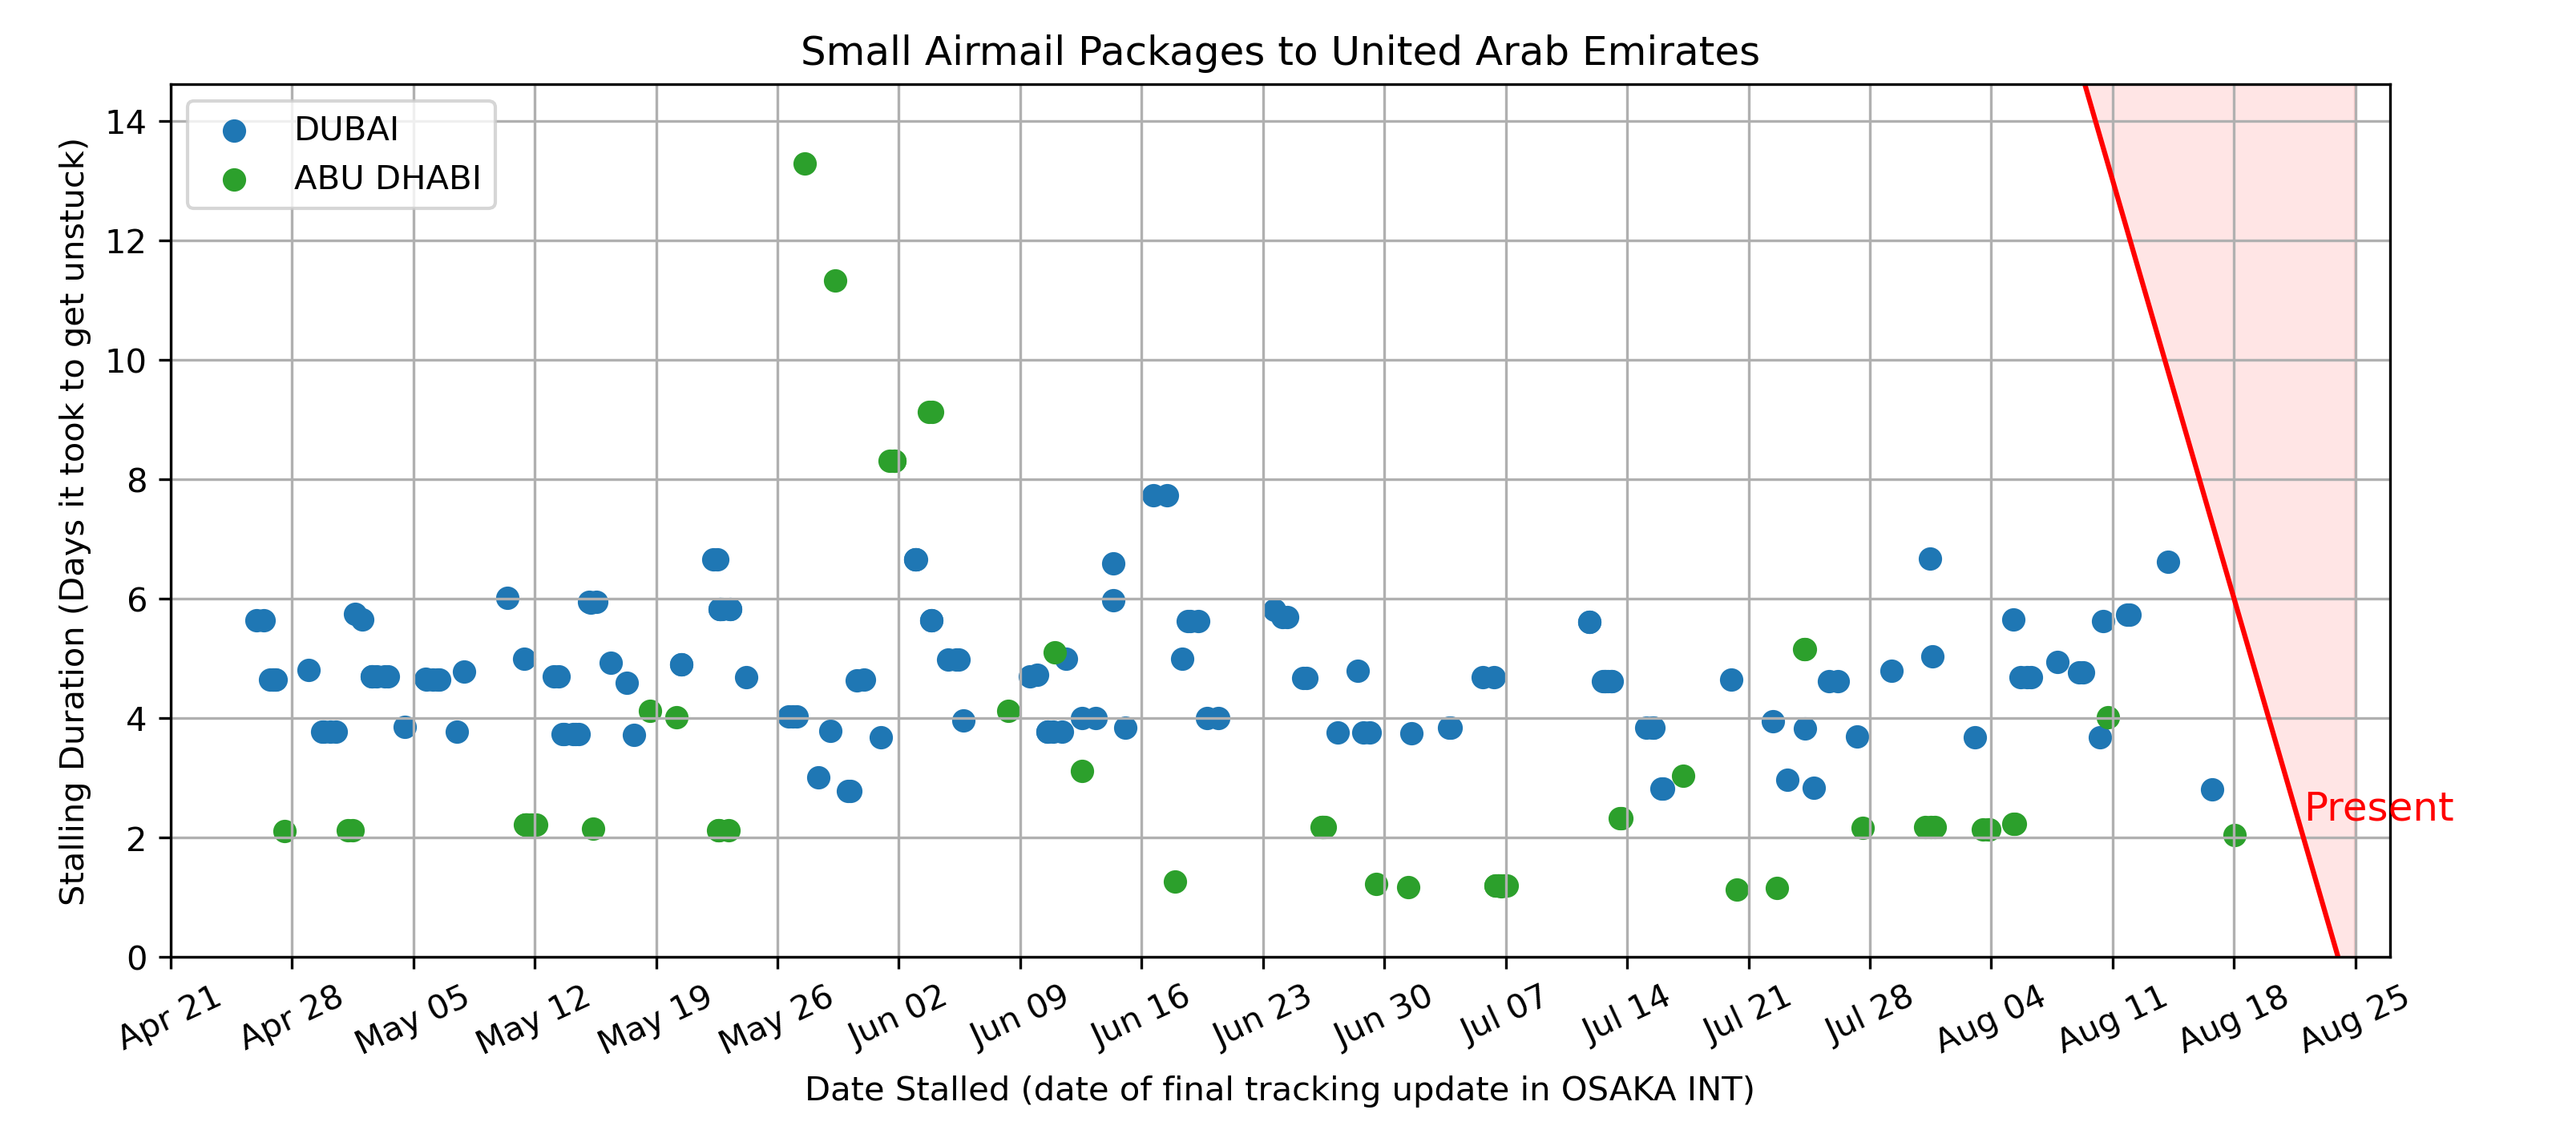 Small Airmail Packages to United Arab Emirates
DUBAI
ABU DHABI
Stalling Duration (Days it took to get unstuck)
14
12
10
8
6
4
2
0
Present
Apr 21
Apr 28
May 05
May 12
May 19
May 26
Jun 02
Jun 09
Jun 16
Jun 23
Jun 30
Jul 07
Jul 14
Jul 21
Jul 28
Aug 04
Aug 11
Aug 18
Aug 25
Date Stalled (date of final tracking update in OSAKA INT)